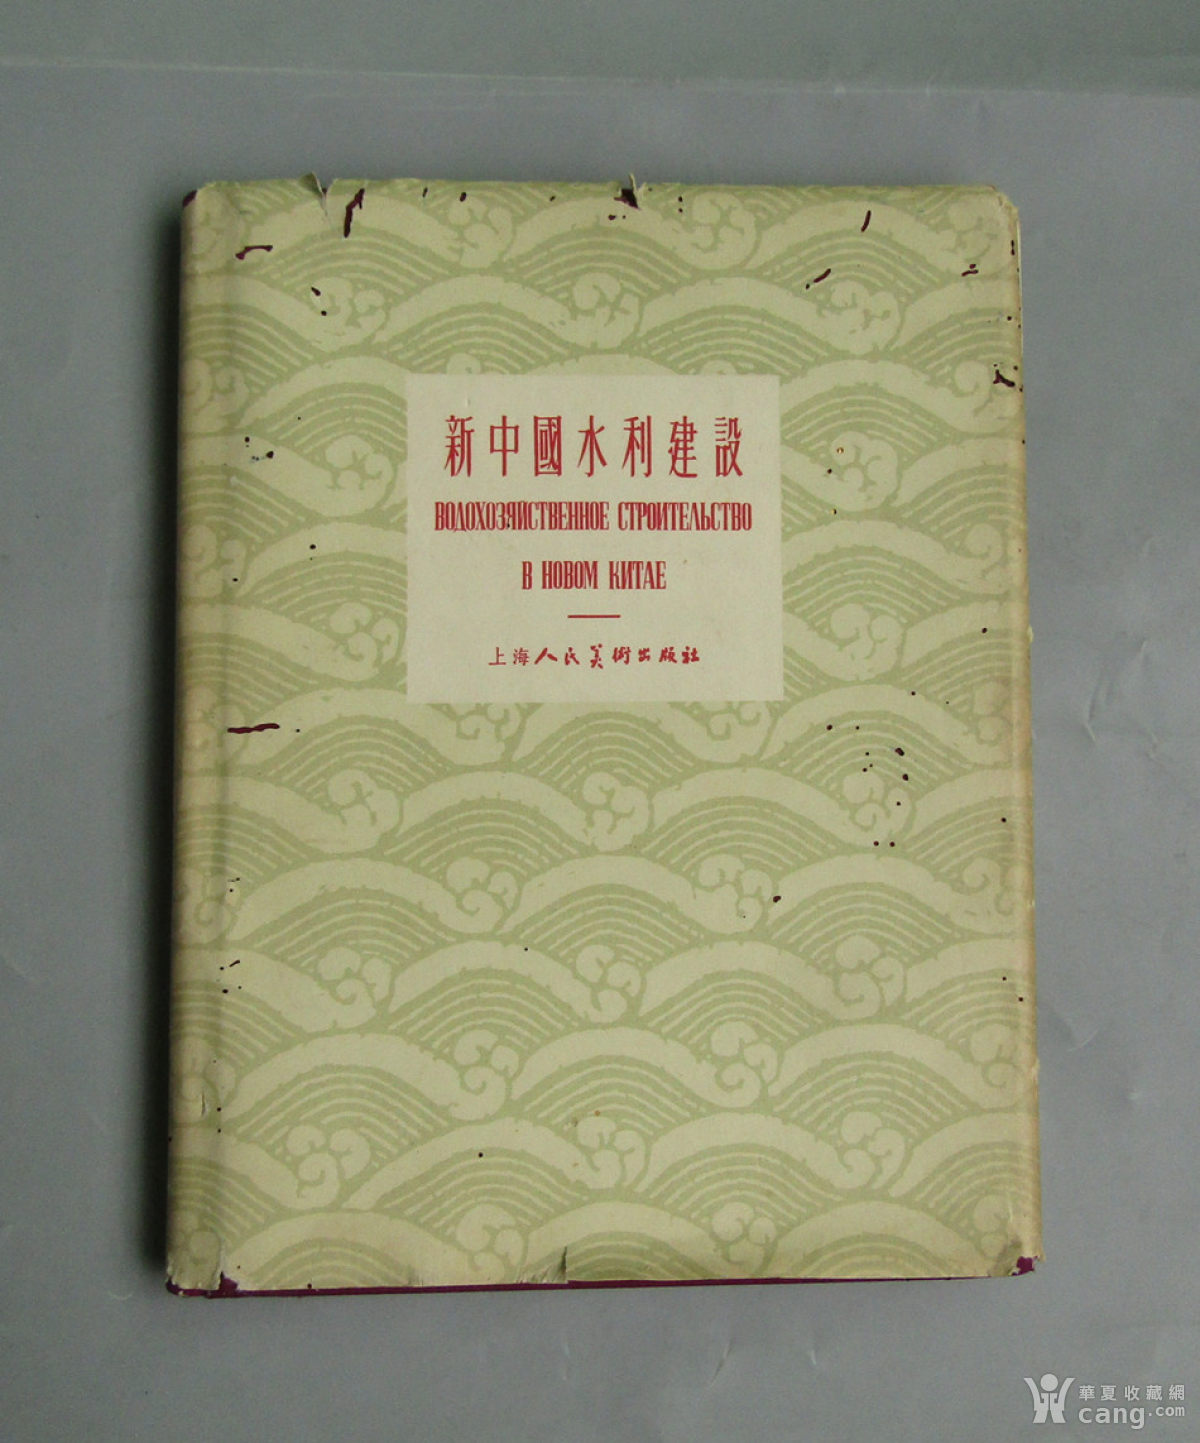 新中國水利建設
ВОДОХОЗЯЙСТВЕННОЕ СТРОИТЕЛЬСТВО
В НОВОМ КИТАЕ
上海人民美術出版社
華夏收藏網
cang.com